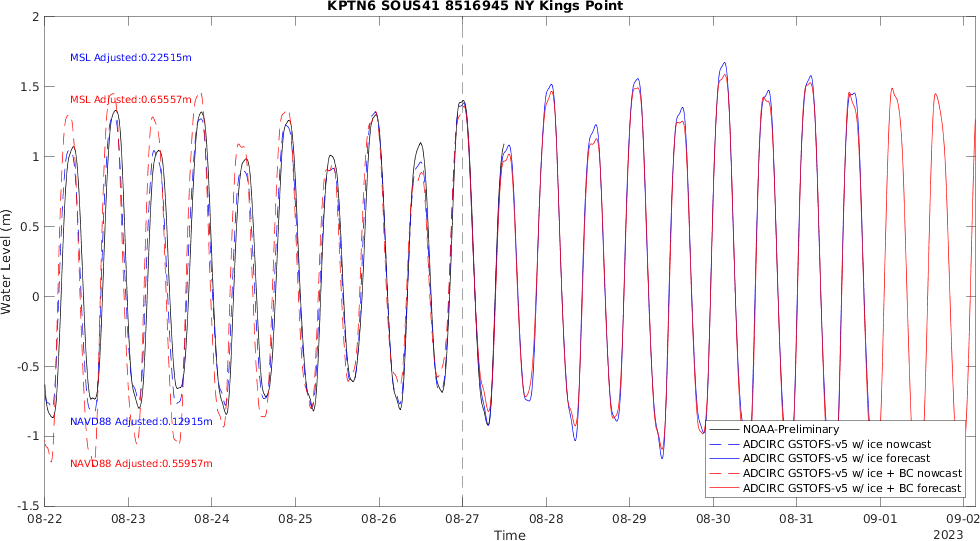 KPTN6 SOUS41 8516945 NY Kings Point
2
1.5
1
0.5
0
-0.5
-1
-1.5
Water Level (m)
MSL Adjusted:0.22515m
MSL Adjusted:0.65557m
NAVD88 Adjusted:0.12915m
NAVD88 Adjusted:0.55957m
NOAA-Preliminary
ADCIRC GSTOFS-v5 w/ ice nowcast
ADCIRC GSTOFS-v5 w/ ice forecast
ADCIRC GSTOFS-v5 w/ ice + BC nowcast
ADCIRC GSTOFS-v5 w/ ice + BC forecast
08-22 08-23 08-24 08-25 08-26 08-27 08-28 08-29 08-30 08-31 09-01 09-02
Time
2023